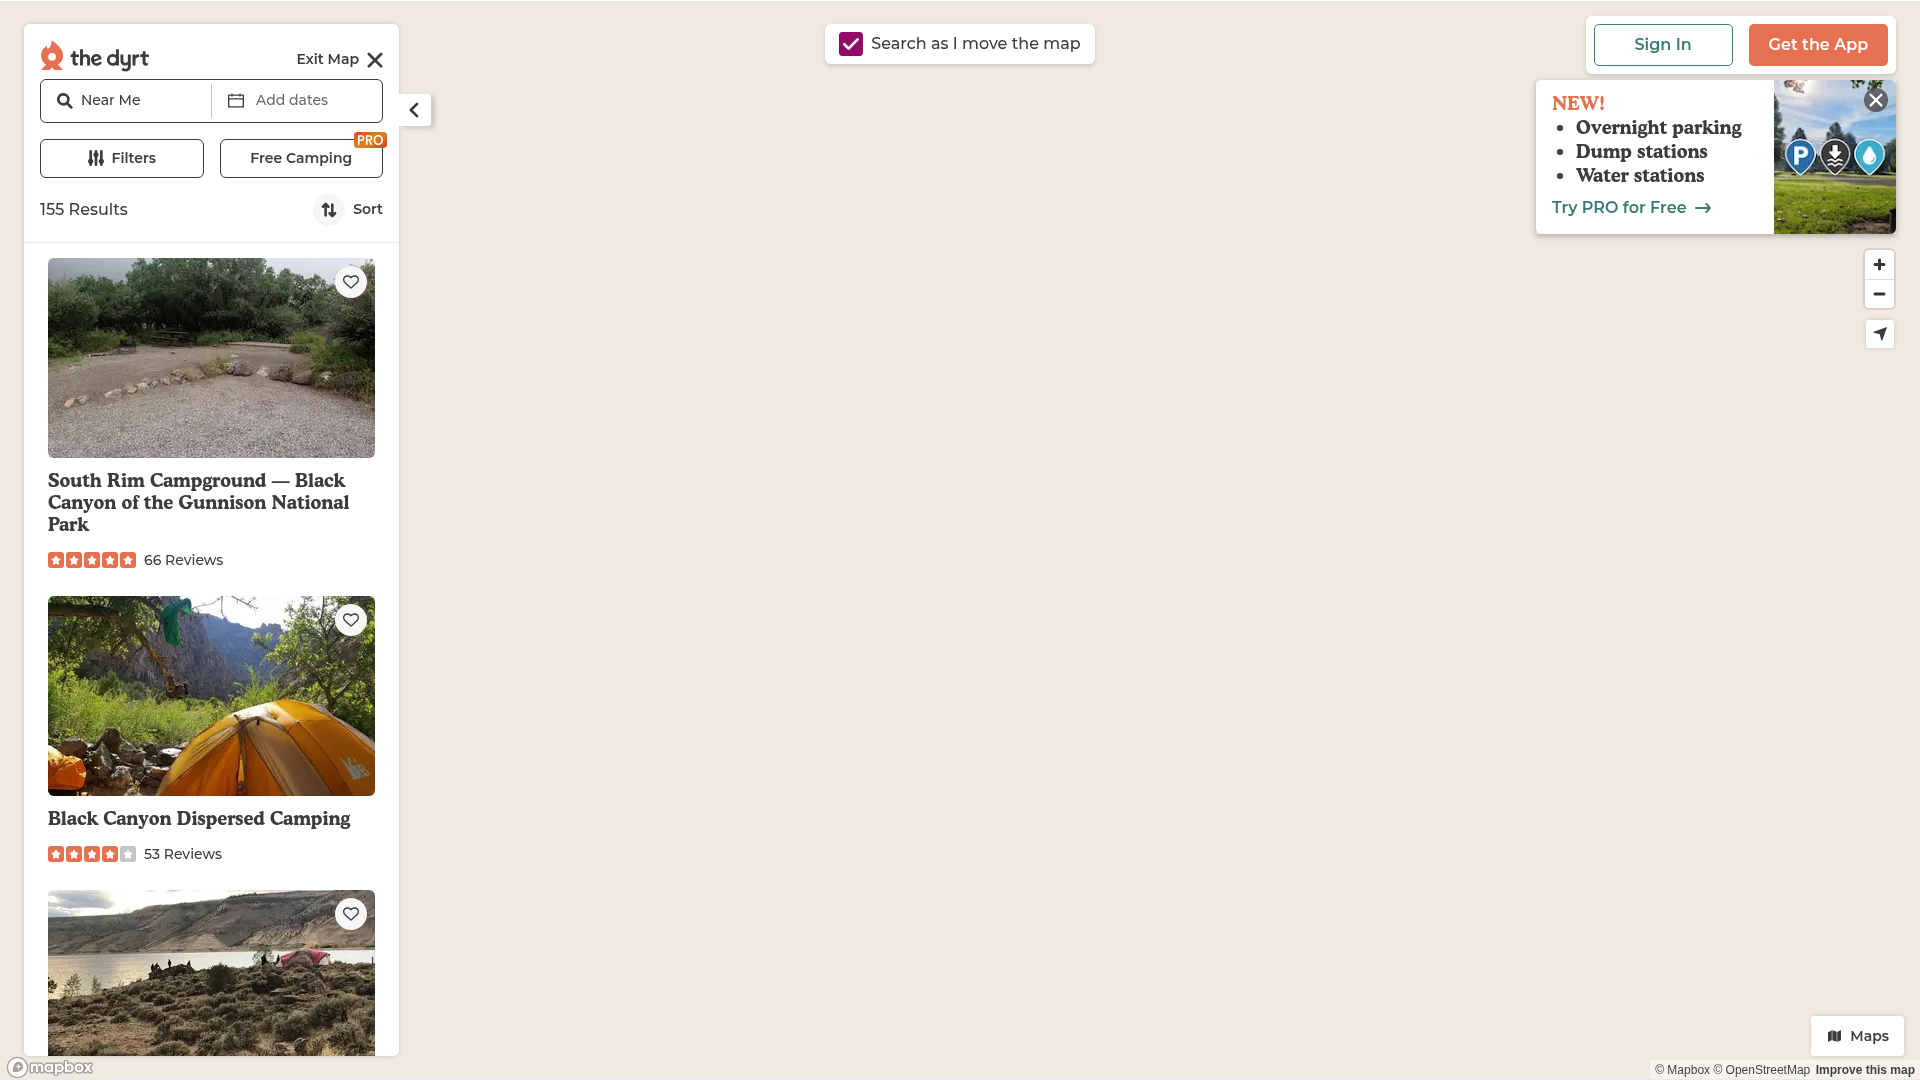 the dyrt
Exit Map
Near Me
Add dates
Filters
Free Camping
PRO
155 Results
Sort
South Rim Campground — Black
Canyon of the Gunnison National
Park
66 Reviews
Black Canyon Dispersed Camping
53 Reviews
Search as I move the map
Sign In
Get the App
NEW!
Overnight parking
Dump stations
Water stations
Try PRO for Free
P
Maps
mapbox
© Mapbox © OpenStreetMap Improve this map